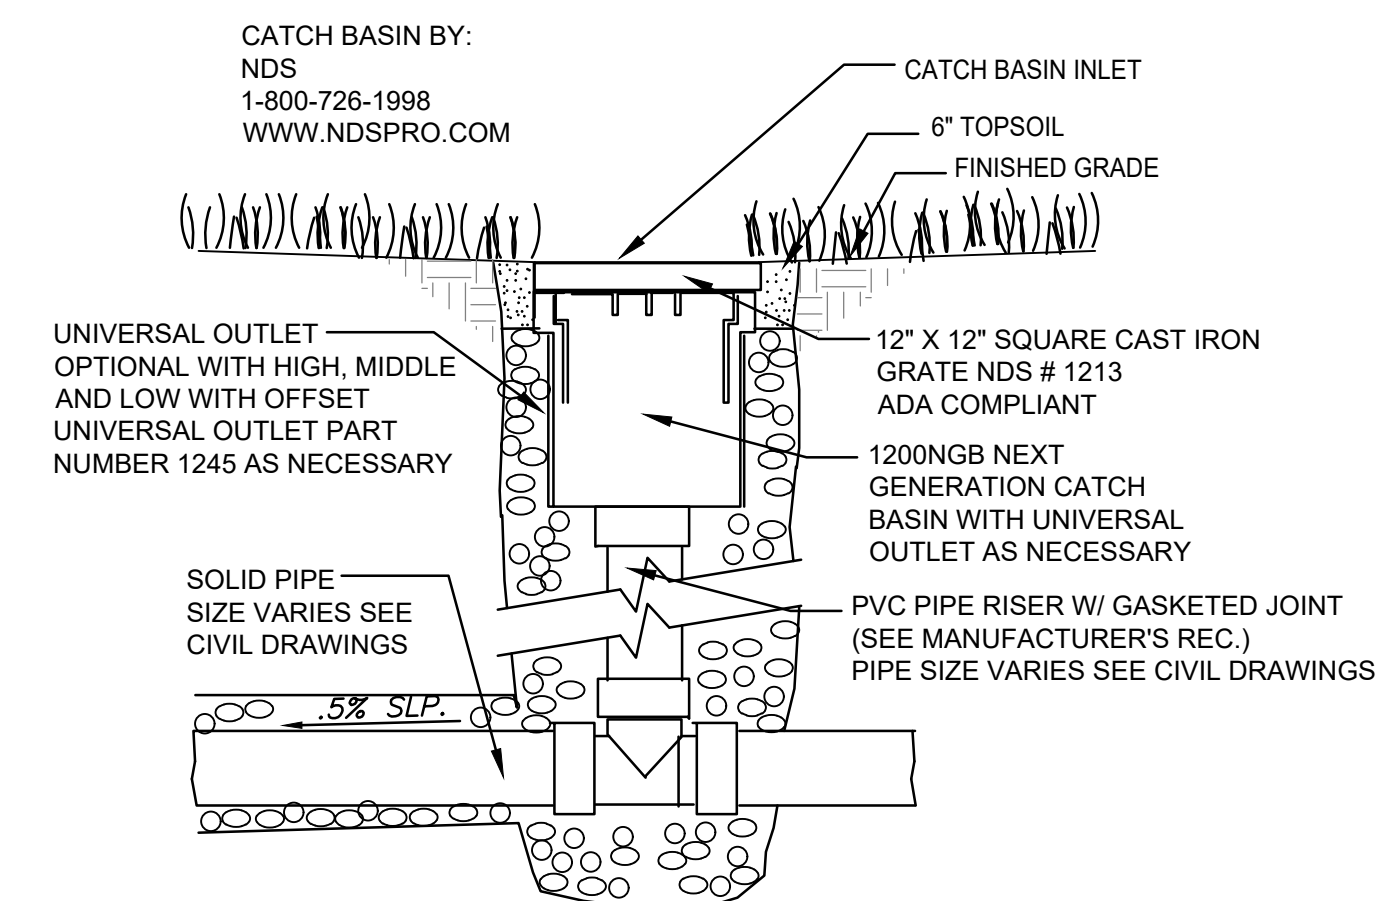 CATCH BASIN BY:
NDS
1-800-726-1998
WWW.NDSPRO.COM
CATCH BASIN INLET
6" TOPSOIL
FINISHED GRADE
UNIVERSAL OUTLET
OPTIONAL WITH HIGH, MIDDLE
AND LOW WITH OFFSET
UNIVERSAL OUTLET PART
NUMBER 1245 AS NECESSARY
12" X 12" SQUARE CAST IRON
GRATE NDS # 1213
ADA COMPLIANT
1200NGB NEXT
GENERATION CATCH
BASIN WITH UNIVERSAL
OUTLET AS NECESSARY
SOLID PIPE
SIZE VARIES SEE
CIVIL DRAWINGS
PVC PIPE RISER W/ GASKETED JOINT
(SEE MANUFACTURER'S REC.)
PIPE SIZE VARIES SEE CIVIL DRAWINGS
.5% SLP.